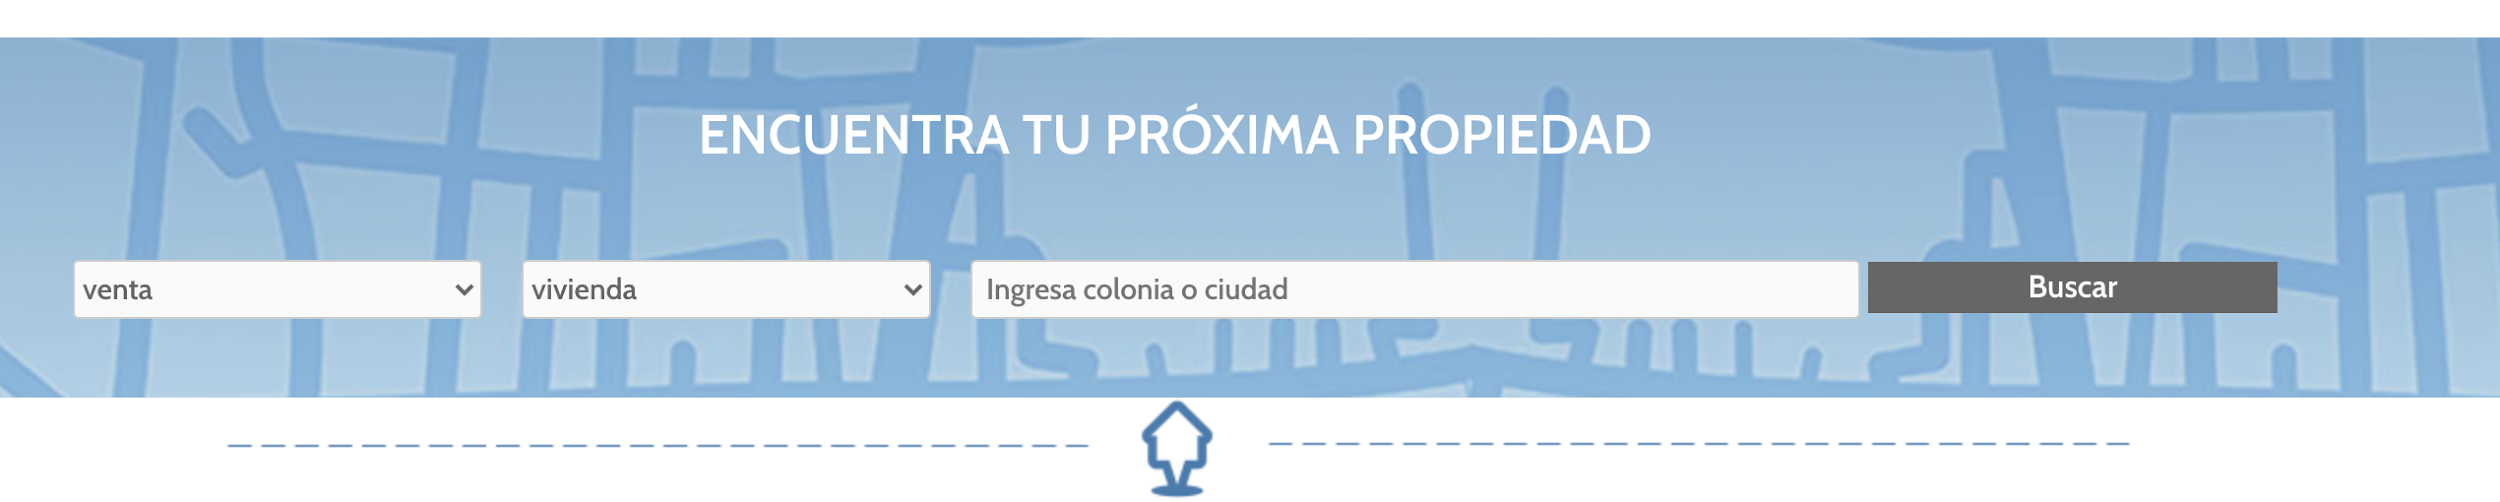 ENCUENTRA TU PRÓXIMA PROPIEDAD
venta
vivienda
Ingresa colonia o ciudad
Buscar